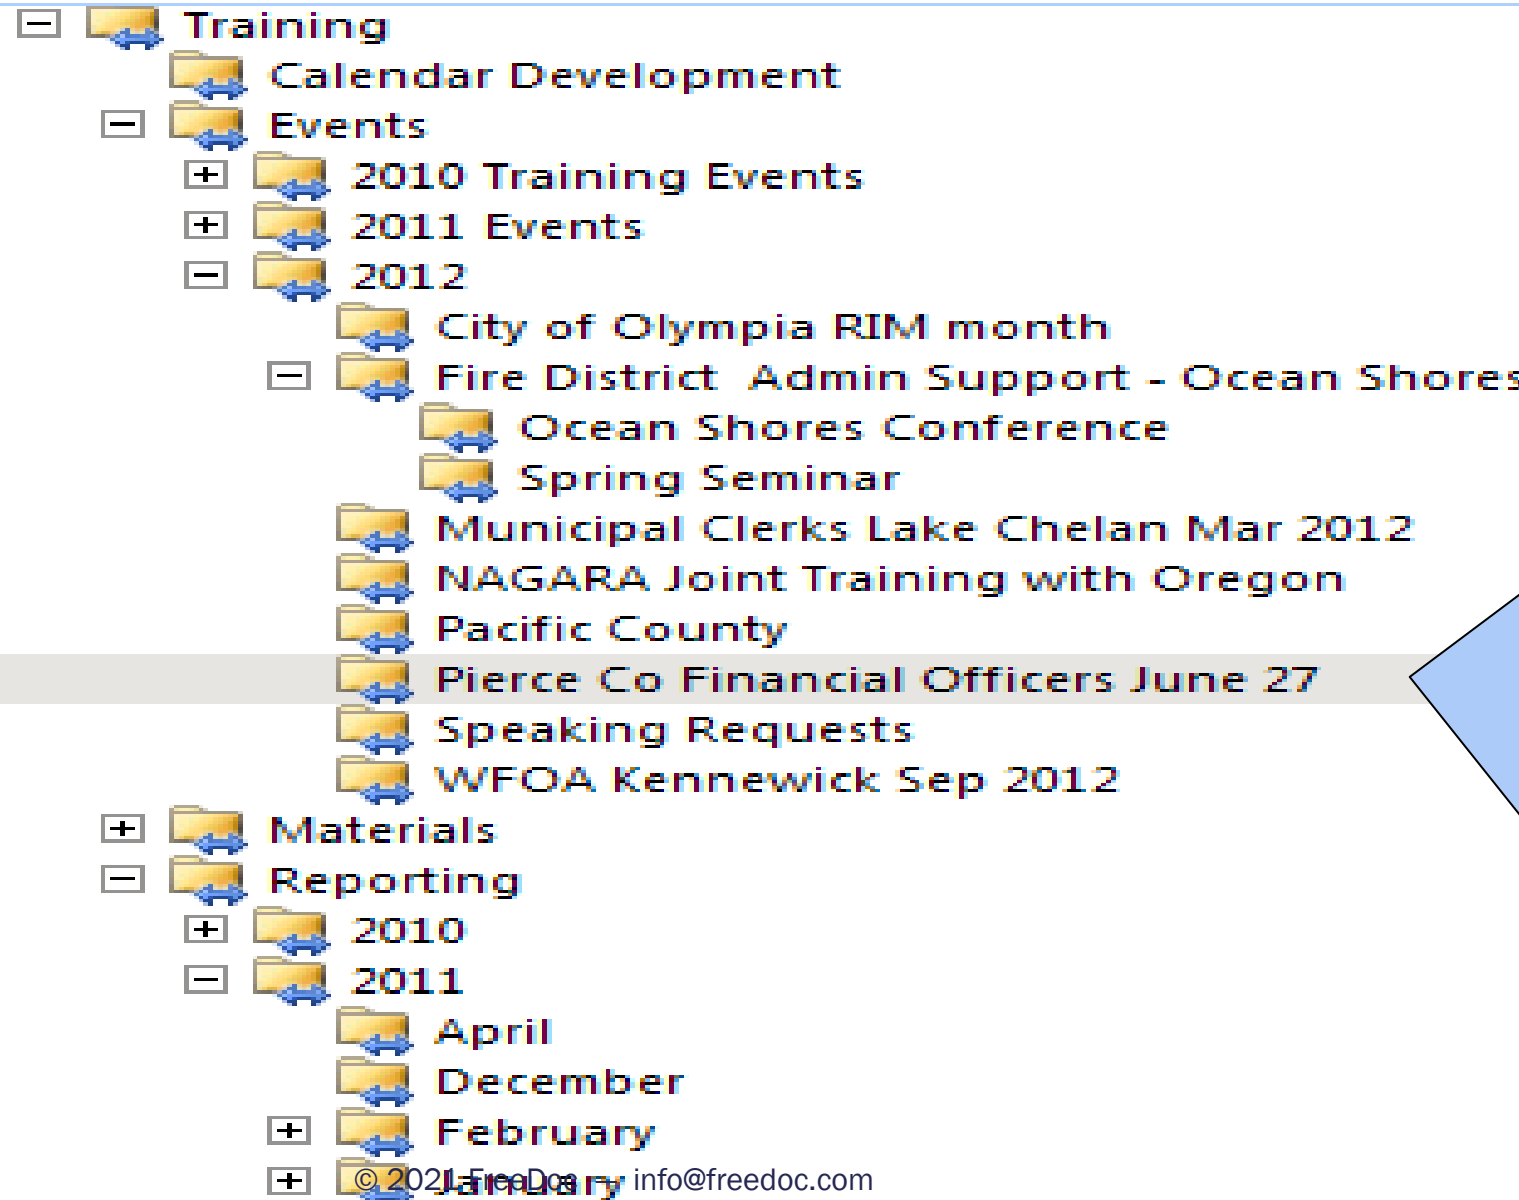 Training
Calendar Development
Events
2010 Training Events
2011 Events
2012
City of Olympia RIM month
Fire District  Admin Support - Ocean Shores
Ocean Shores Conference
Spring Seminar
Municipal Clerks Lake Chelan Mar 2012
NAGARA Joint Training with Oregon
Pacific County
Pierce Co Financial Officers June 27
Speaking Requests
WFOA Kennewick Sep 2012
Materials
Reporting
2010
2011
April
December
February
January
© 2021 FreeDoc — info@freedoc.com